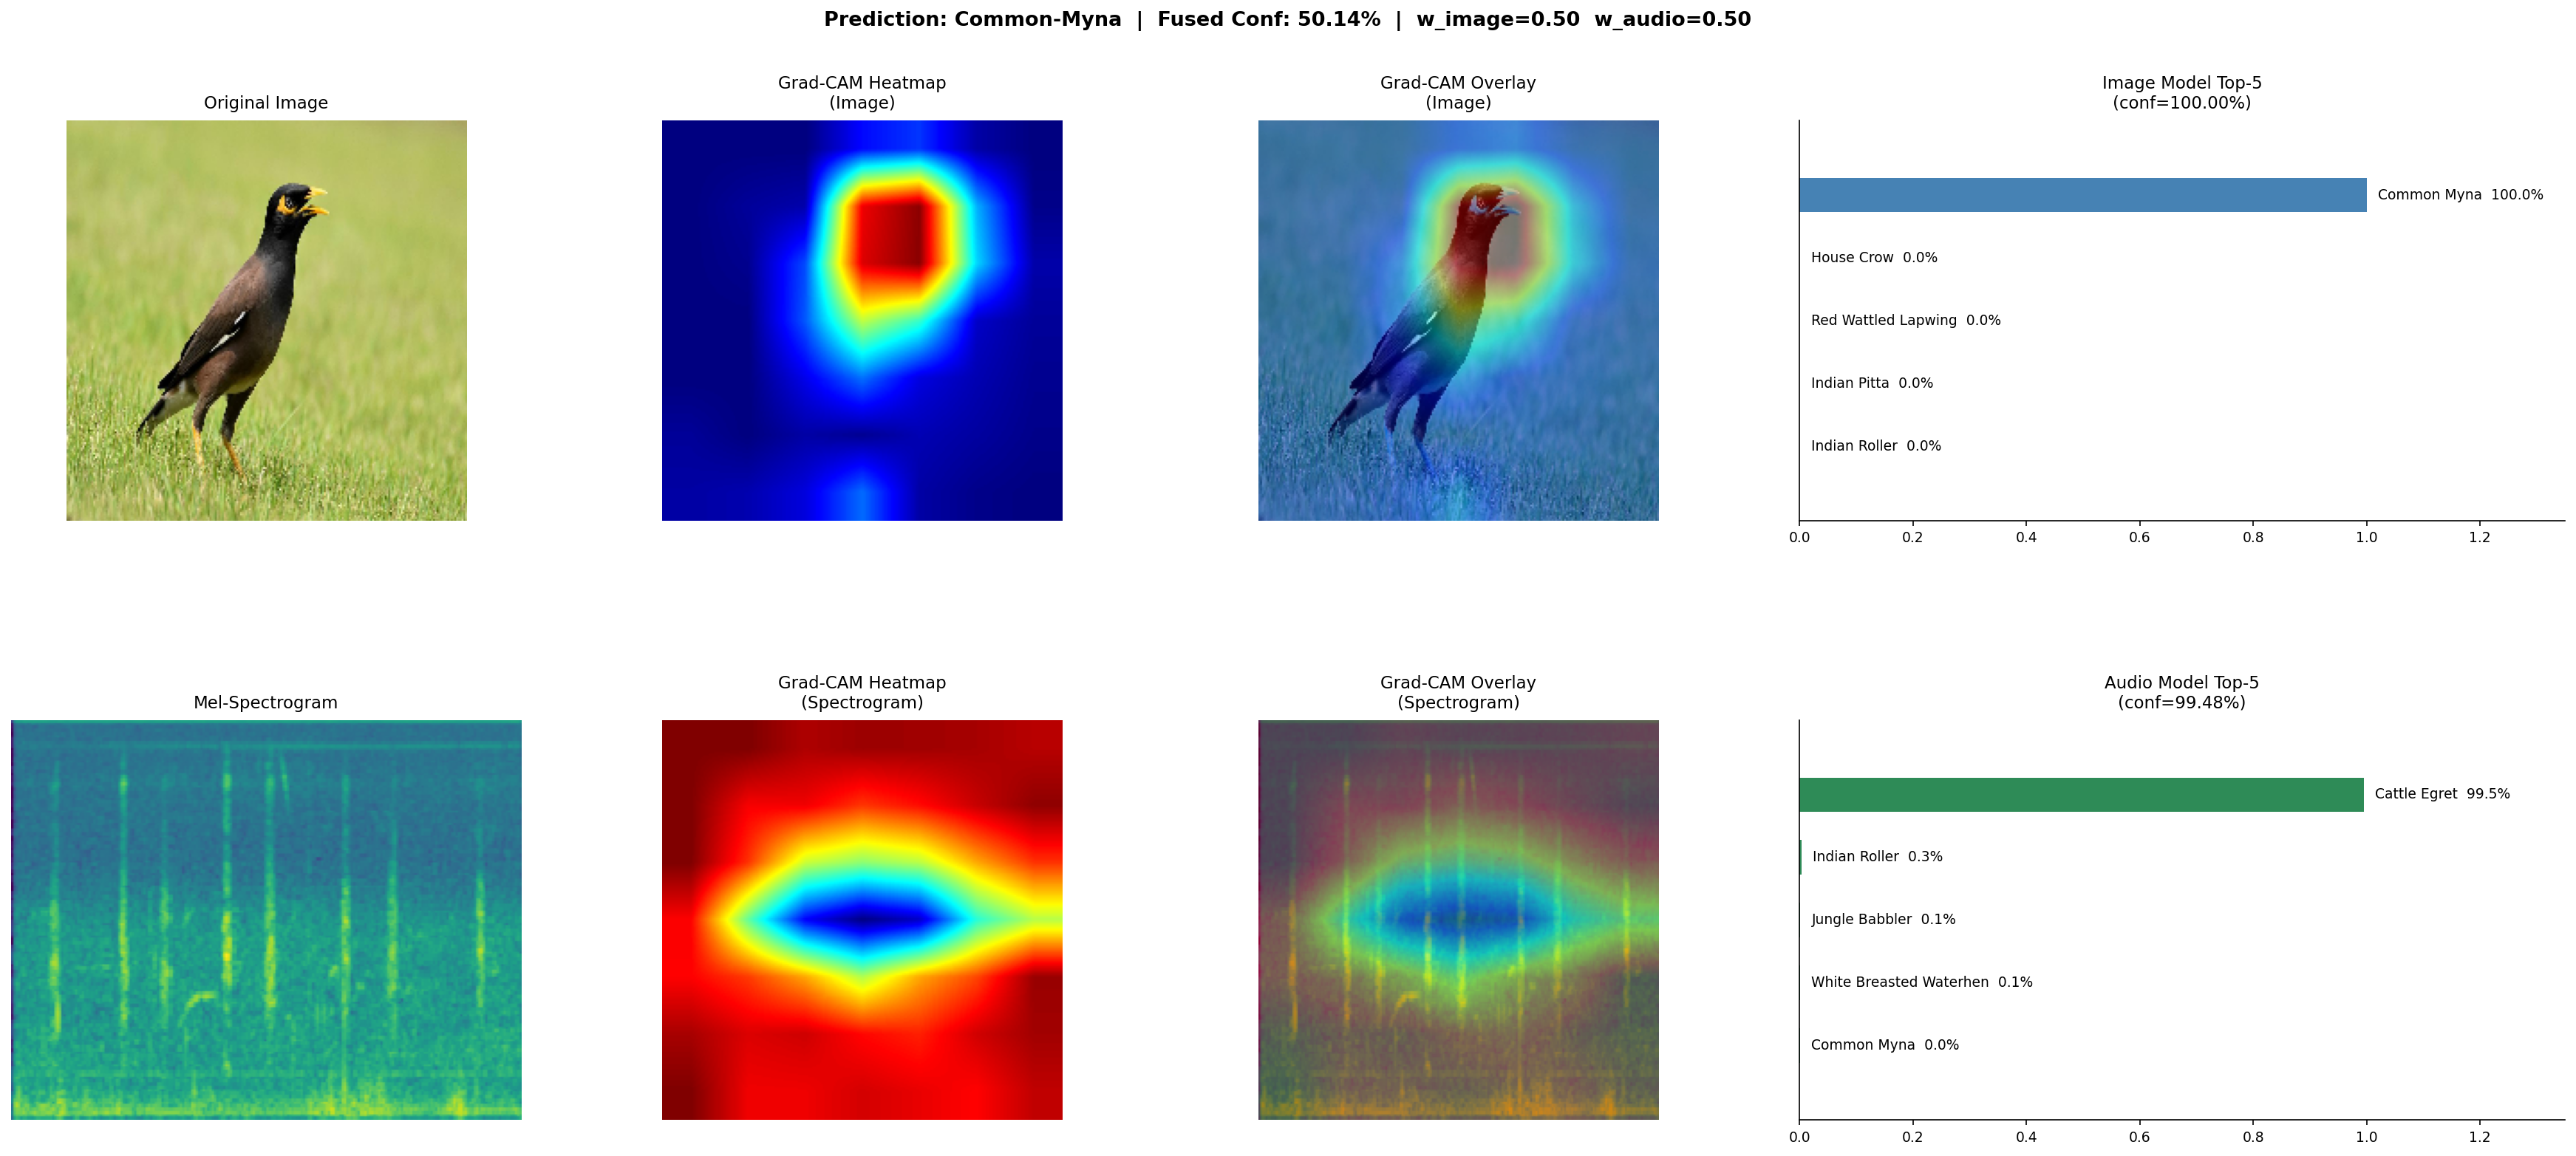 Prediction: Common-Myna | Fused Conf: 50.14% | w_image=0.50 w_audio=0.50
Original Image
Grad-CAM Heatmap
(Image)
Grad-CAM Overlay
(Image)
Image Model Top-5
(conf=100.00%)
Common Myna 100.0%
House Crow 0.0%
Red Wattled Lapwing 0.0%
Indian Pitta 0.0%
Indian Roller 0.0%
0.0 0.2 0.4 0.6 0.8 1.0 1.2
Mel-Spectrogram
Grad-CAM Heatmap
(Spectrogram)
Grad-CAM Overlay
(Spectrogram)
Audio Model Top-5
(conf=99.48%)
Cattle Egret 99.5%
Indian Roller 0.3%
Jungle Babbler 0.1%
White Breasted Waterhen 0.1%
Common Myna 0.0%
0.0 0.2 0.4 0.6 0.8 1.0 1.2